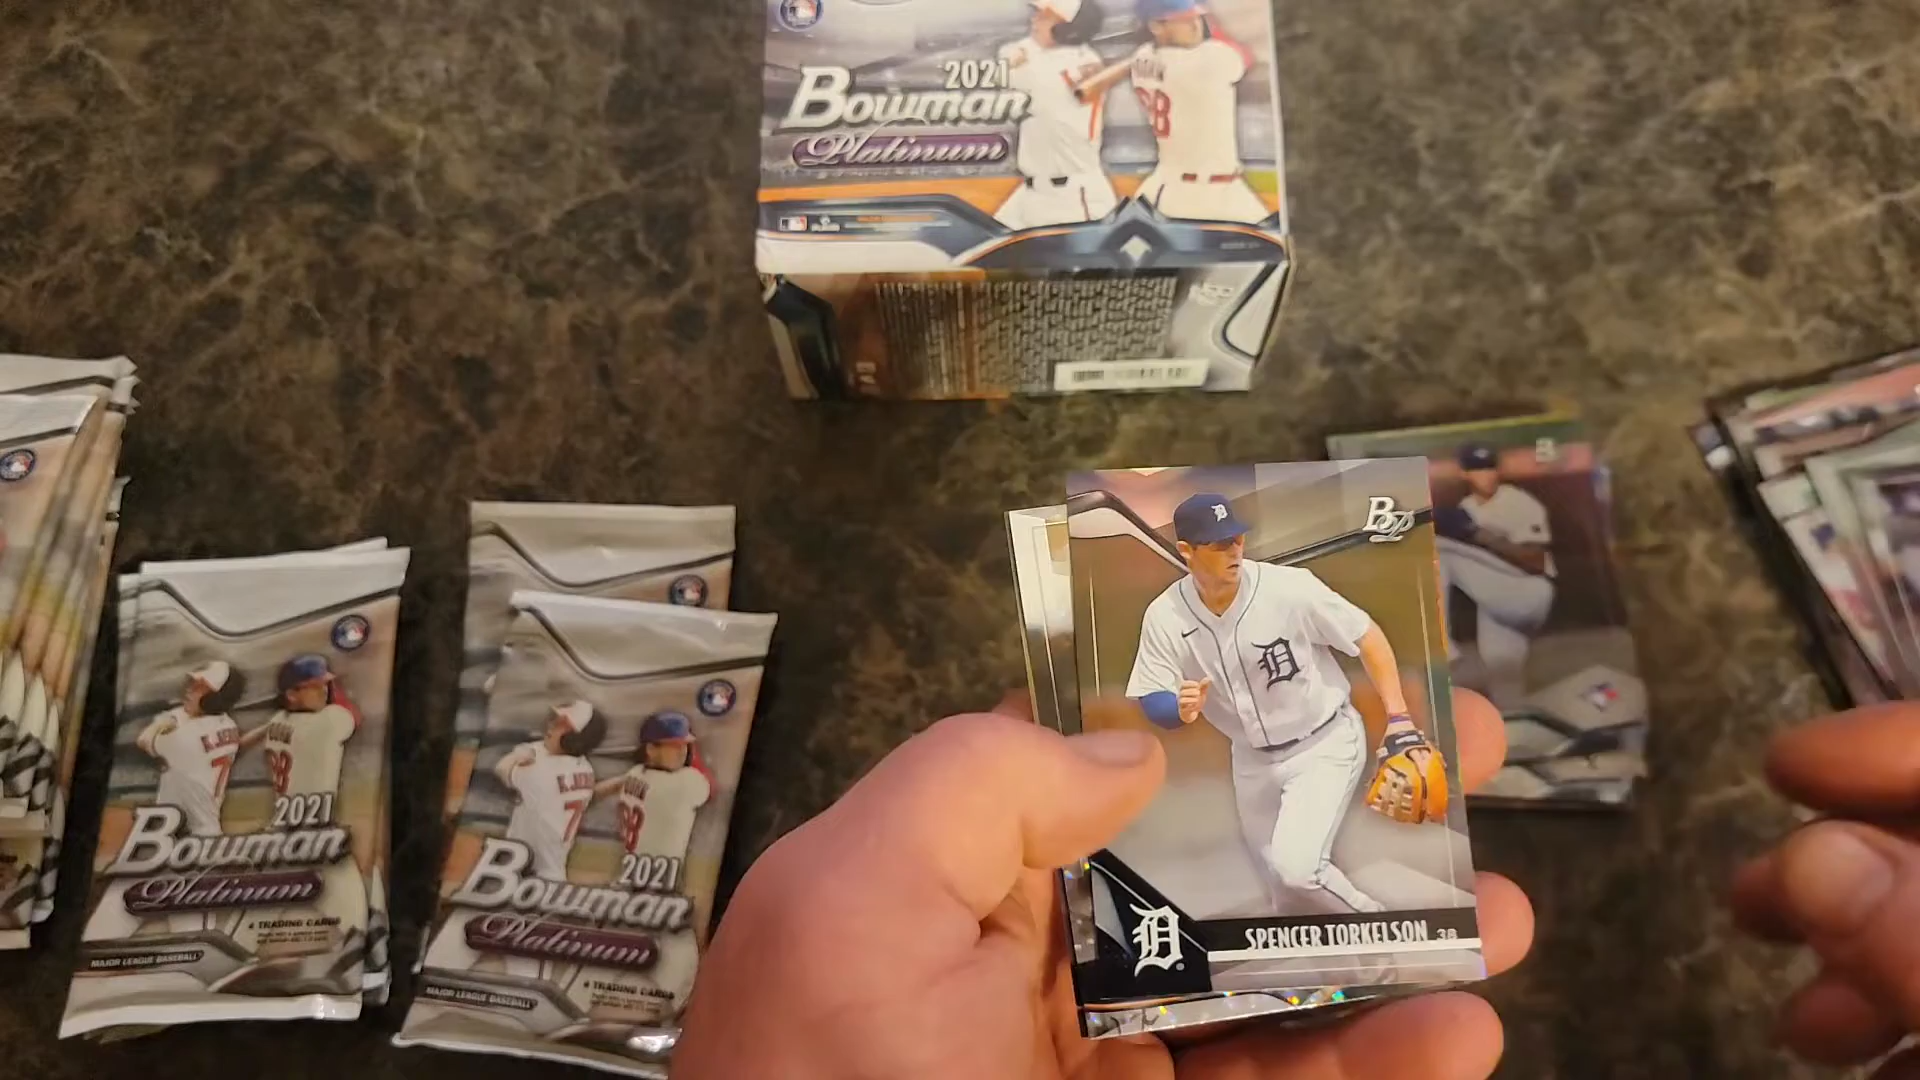 2021
Bowman
Platinum
2021
Bowman
Platinum
4 TRADING CARDS
MAJOR LEAGUE BASEBALL
2021
Bowman
Platinum
4 TRADING CARDS
MAJOR LEAGUE BASEBALL
D
D
D
SPENCER TORKELSON 3B